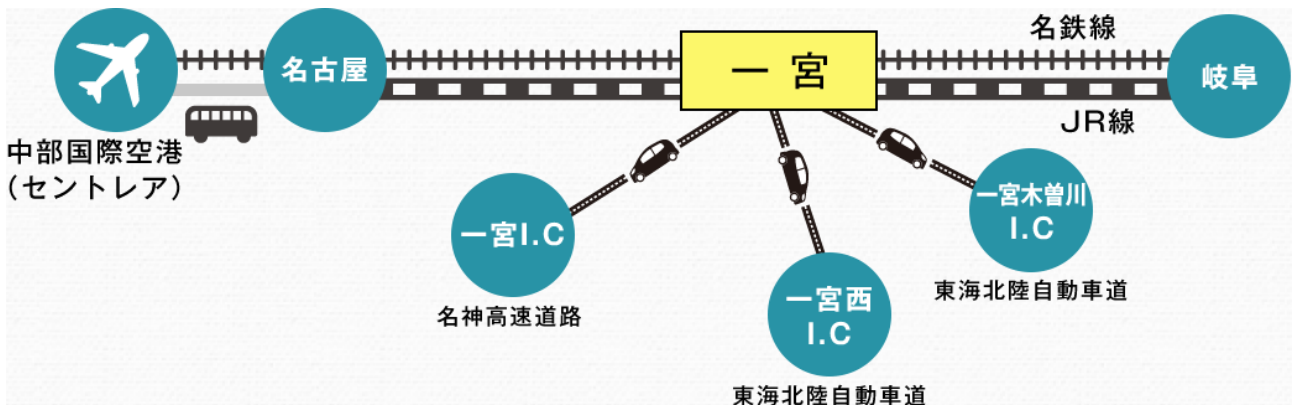 名鉄線
名古屋
一宮
岐阜
JR線
中部国際空港
（セントレア）
一宮I.C
名神高速道路
一宮西
I.C
東海北陸自動車道
一宮木曽川
I.C
東海北陸自動車道